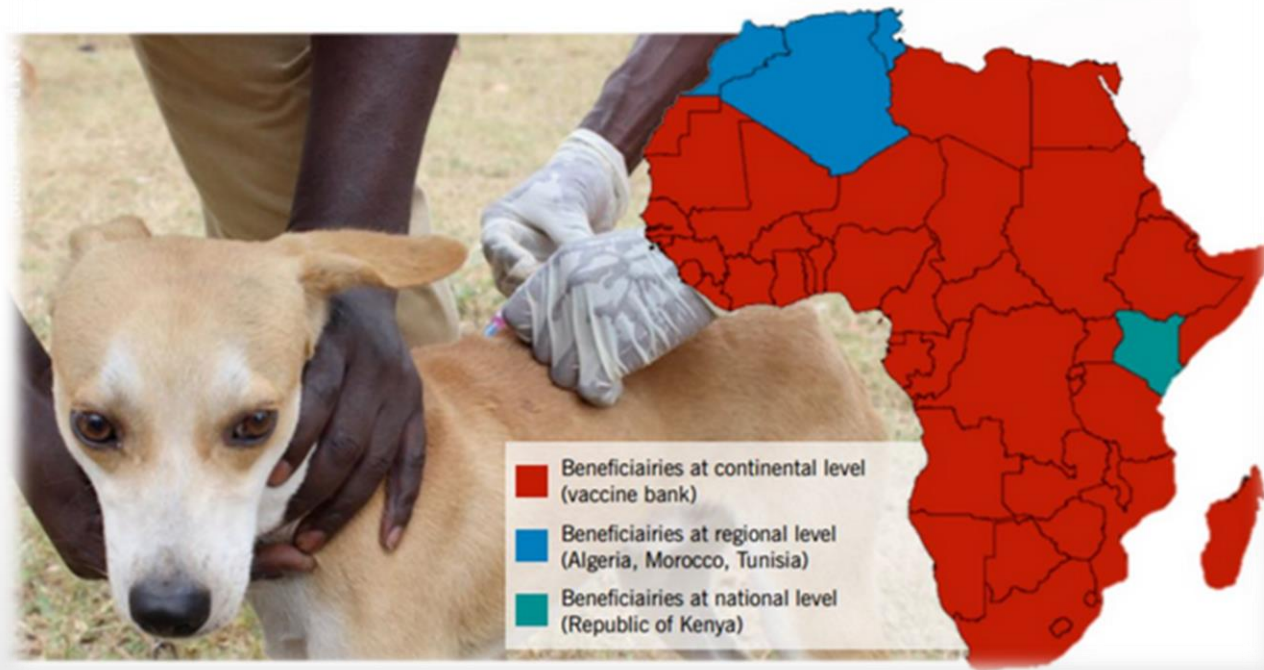 Beneficiairies at continental level
(vaccine bank)
Beneficiairies at regional level
(Algeria, Morocco, Tunisia)
Beneficiairies at national level
(Republic of Kenya)